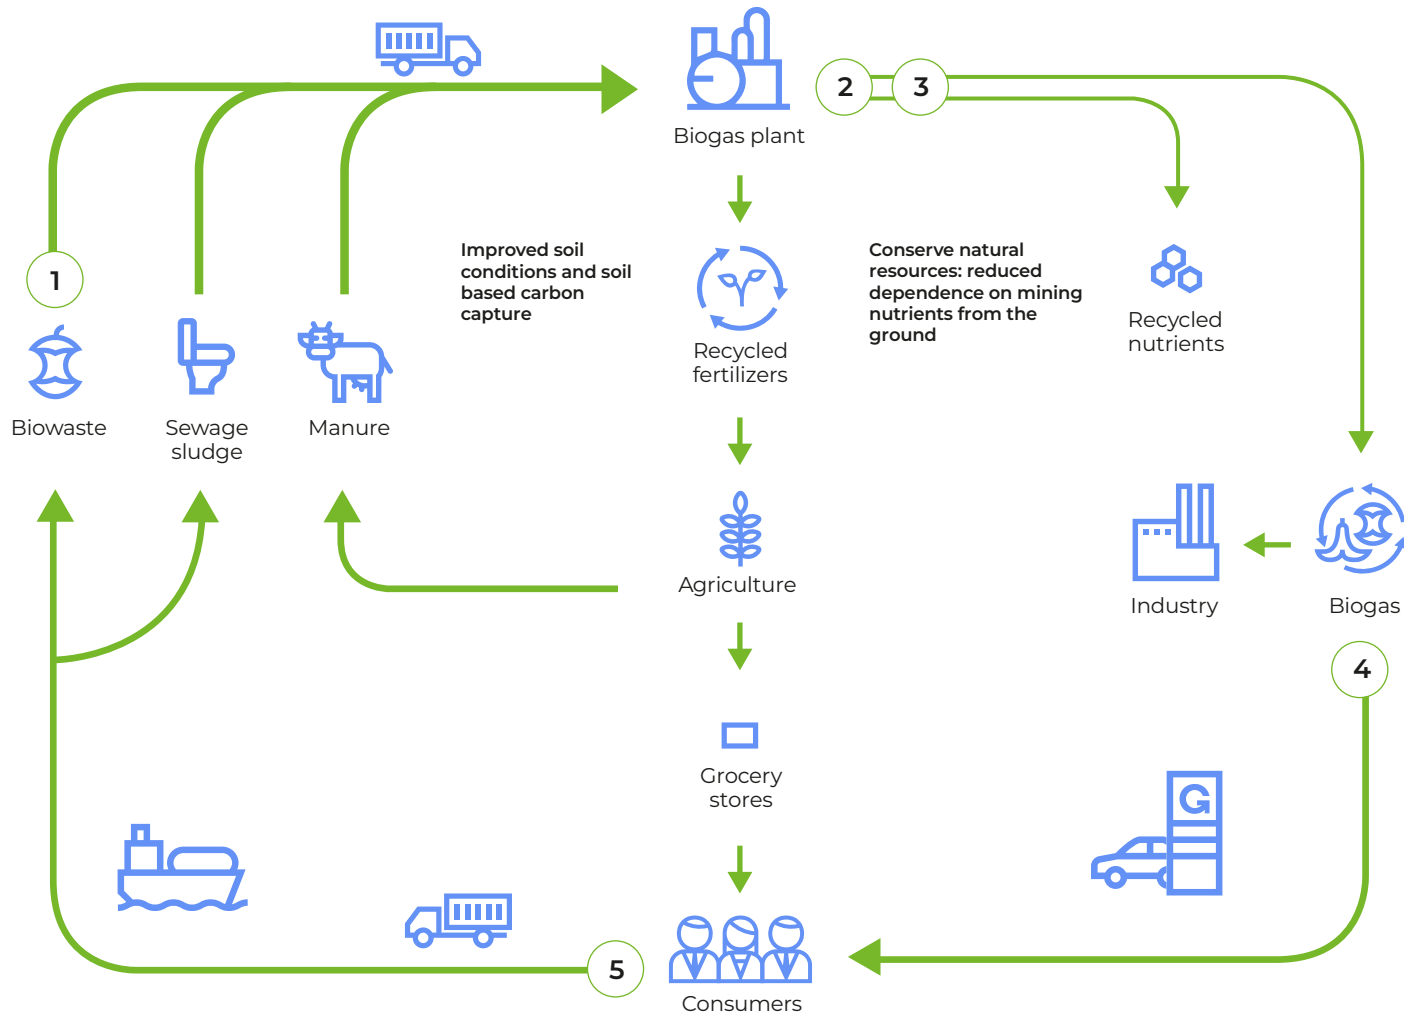 2
3
Biogas plant
Improved soil
conditions and soil
based carbon
capture
Conserve natural
resources: reduced
dependence on mining
nutrients from the
ground
1
Recycled
nutrients
Recycled
fertilizers
Biowaste
Sewage
sludge
Manure
Agriculture
Industry
Biogas
4
Grocery
stores
G
5
Consumers